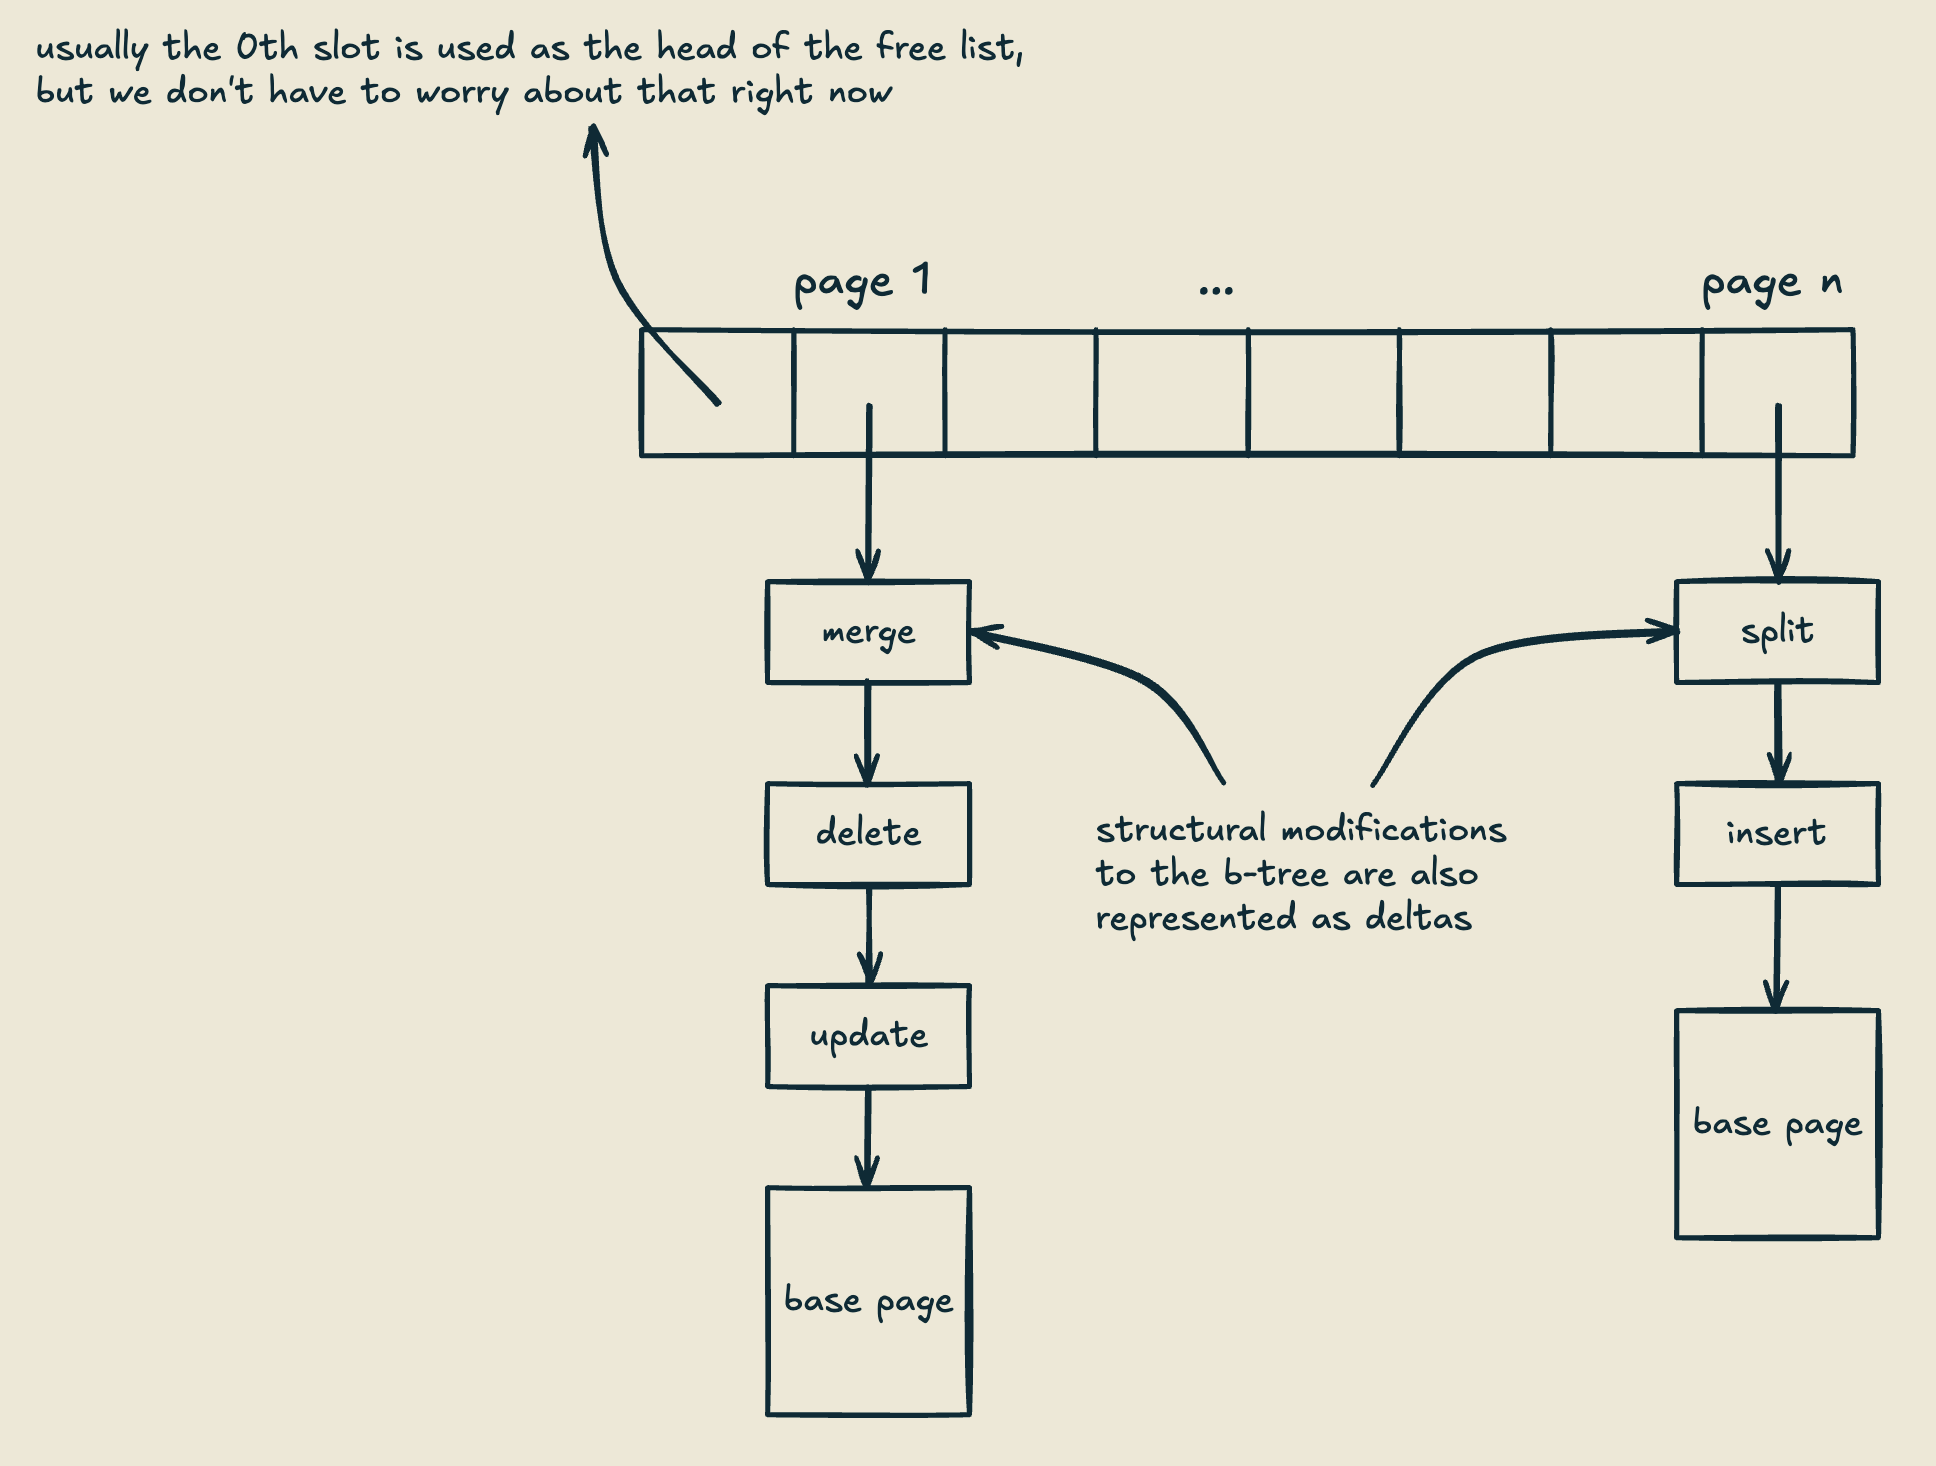 usually the 0th slot is used as the head of the free list,
but we don't have to worry about that right now
page 1
...
page n
merge
split
delete
structural modifications
to the b-tree are also
represented as deltas
insert
update
base page
base page